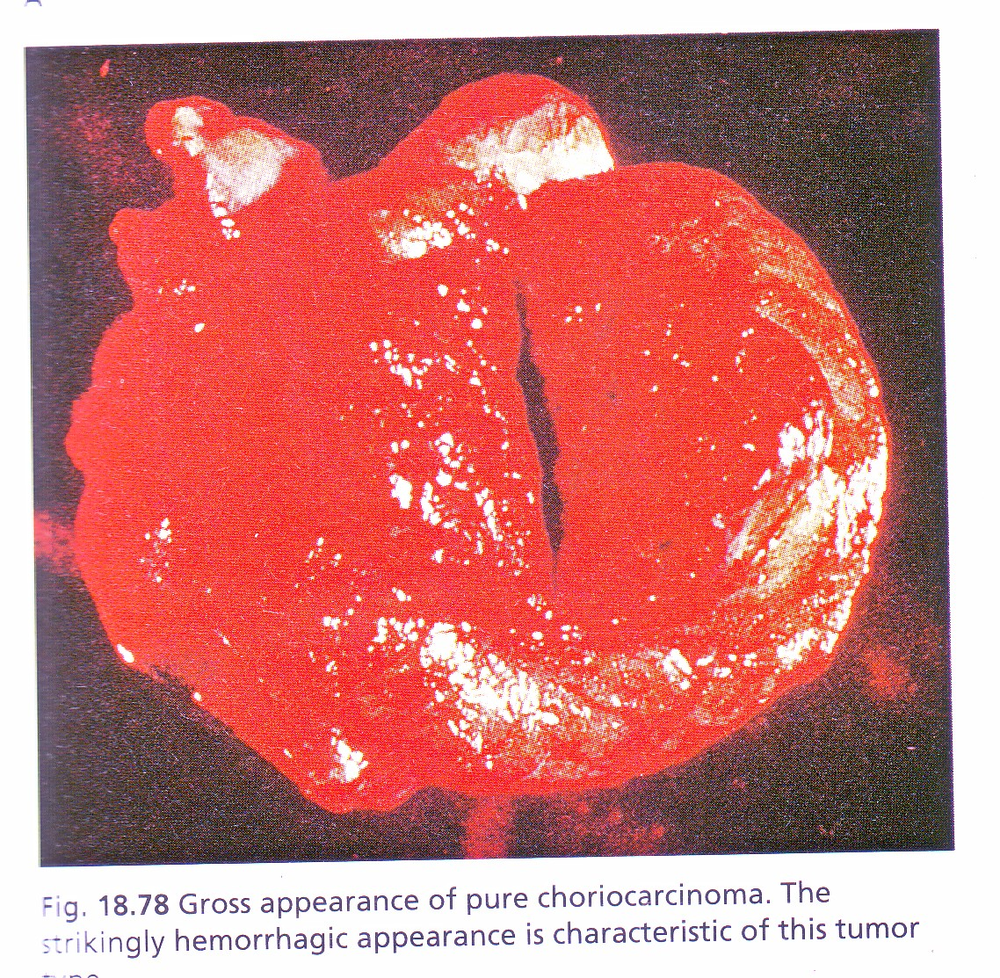 Fig. 18.78 Gross appearance of pure choriocarcinoma. The
strikingly hemorrhagic appearance is characteristic of this tumor